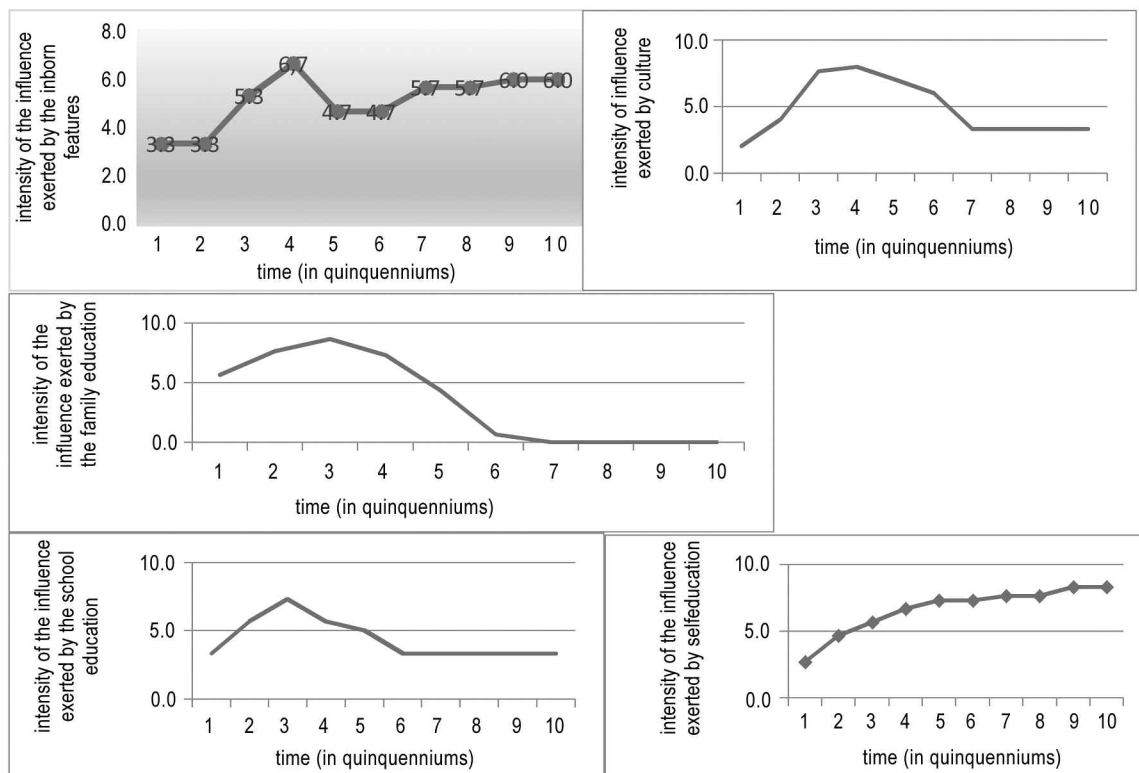 intensity of the influence
exerted by the inborn
features
8.0
6.0
4.0
2.0
0.0
3.3
3.3
5.3
6,7
4.7
4.7
5.7
5.7
6.0
6.0
1 2 3 4 5 6 7 8 9 10
time (in quinquenniums)
intensity of influence
exerted by culture
10.0
5.0
0.0
1 2 3 4 5 6 7 8 9 10
time (in quinquenniums)
intensity of the
influence exerted by
the family education
10.0
5.0
0.0
1 2 3 4 5 6 7 8 9 10
time (in quinquenniums)
intensity of the influence
exerted by the school
education
10.0
5.0
0.0
1 2 3 4 5 6 7 8 9 10
time (in quinquenniums)
intensity of the influence
exerted by selfeducation
10.0
5.0
0.0
1 2 3 4 5 6 7 8 9 10
time (in quinquenniums)